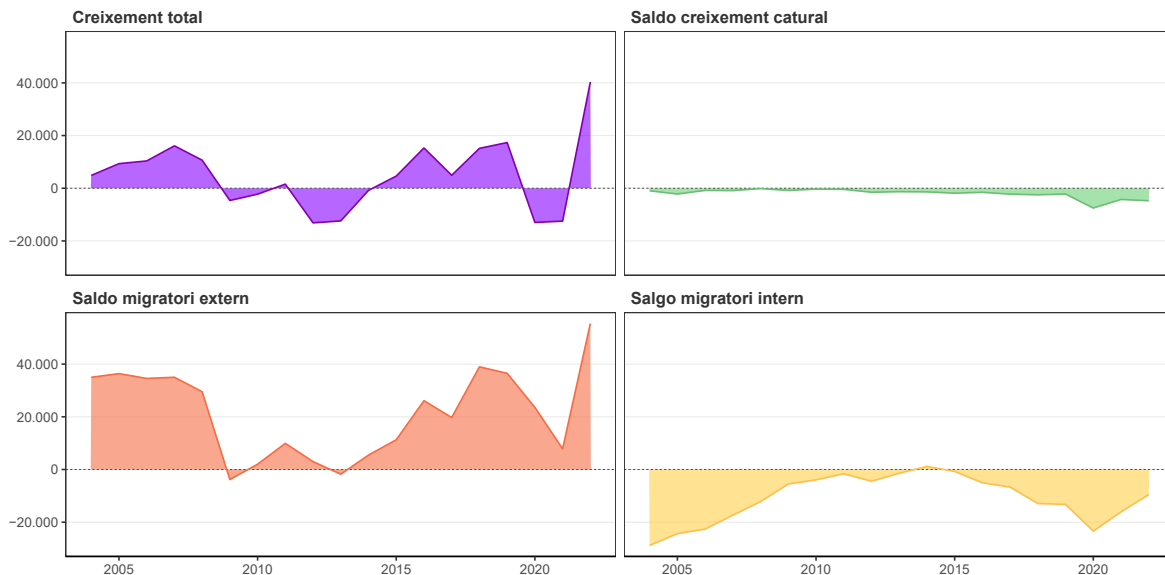 Creixement total
Saldo creixement catural
40.000
20.000
0
−20.000
Saldo migratori extern
Salgo migratori intern
40.000
20.000
0
−20.000
2005 2010 2015 2020 2005 2010 2015 2020